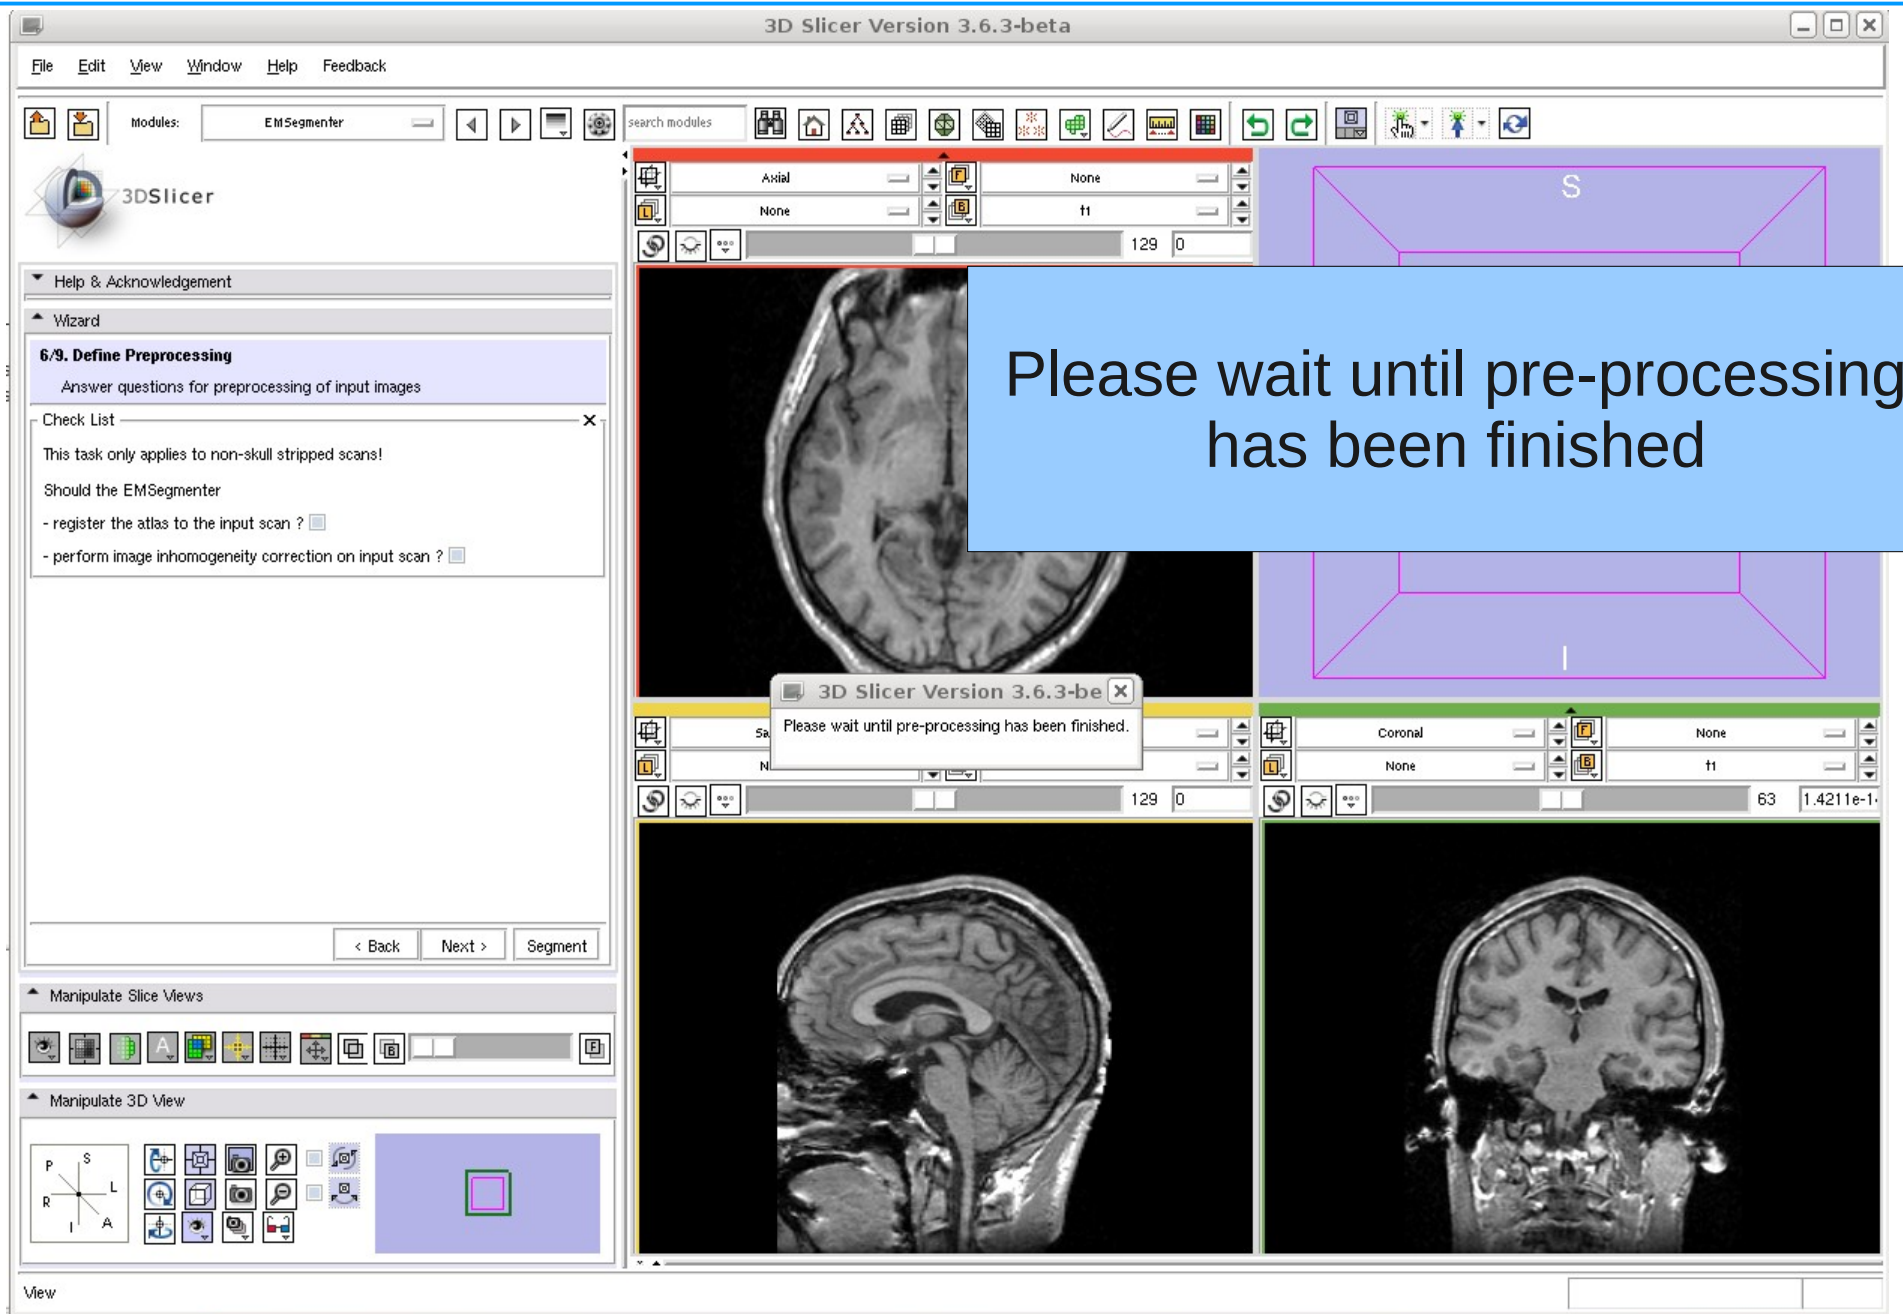 3D Slicer Version 3.6.3-beta
File Edit View Window Help Feedback
Modules: EMSegmenter search modules
3DSlicer
Help & Acknowledgement
Wizard
6/9. Define Preprocessing
Answer questions for preprocessing of input images
Check List
This task only applies to non-skull stripped scans!
Should the EMSegmenter
- register the atlas to the input scan ?
- perform image inhomogeneity correction on input scan ?
< Back Next > Segment
Manipulate Slice Views
A B F
Manipulate 3D View
P S
R L
I A
View
Axial F None
L None B t1
129 0
S
I
Please wait until pre-processing
has been finished
3D Slicer Version 3.6.3-be
Please wait until pre-processing has been finished.
Sa
L N
129 0
Coronal F None
L None B t1
63 1.4211e-1